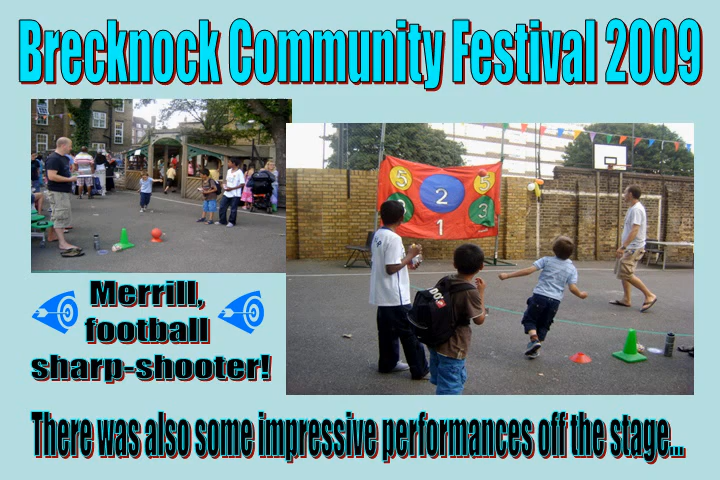 Brecknock Community Festival 2009
5 2 5
1 3
Merrill,
football
sharp-shooter!
There was also some impressive performances off the stage...